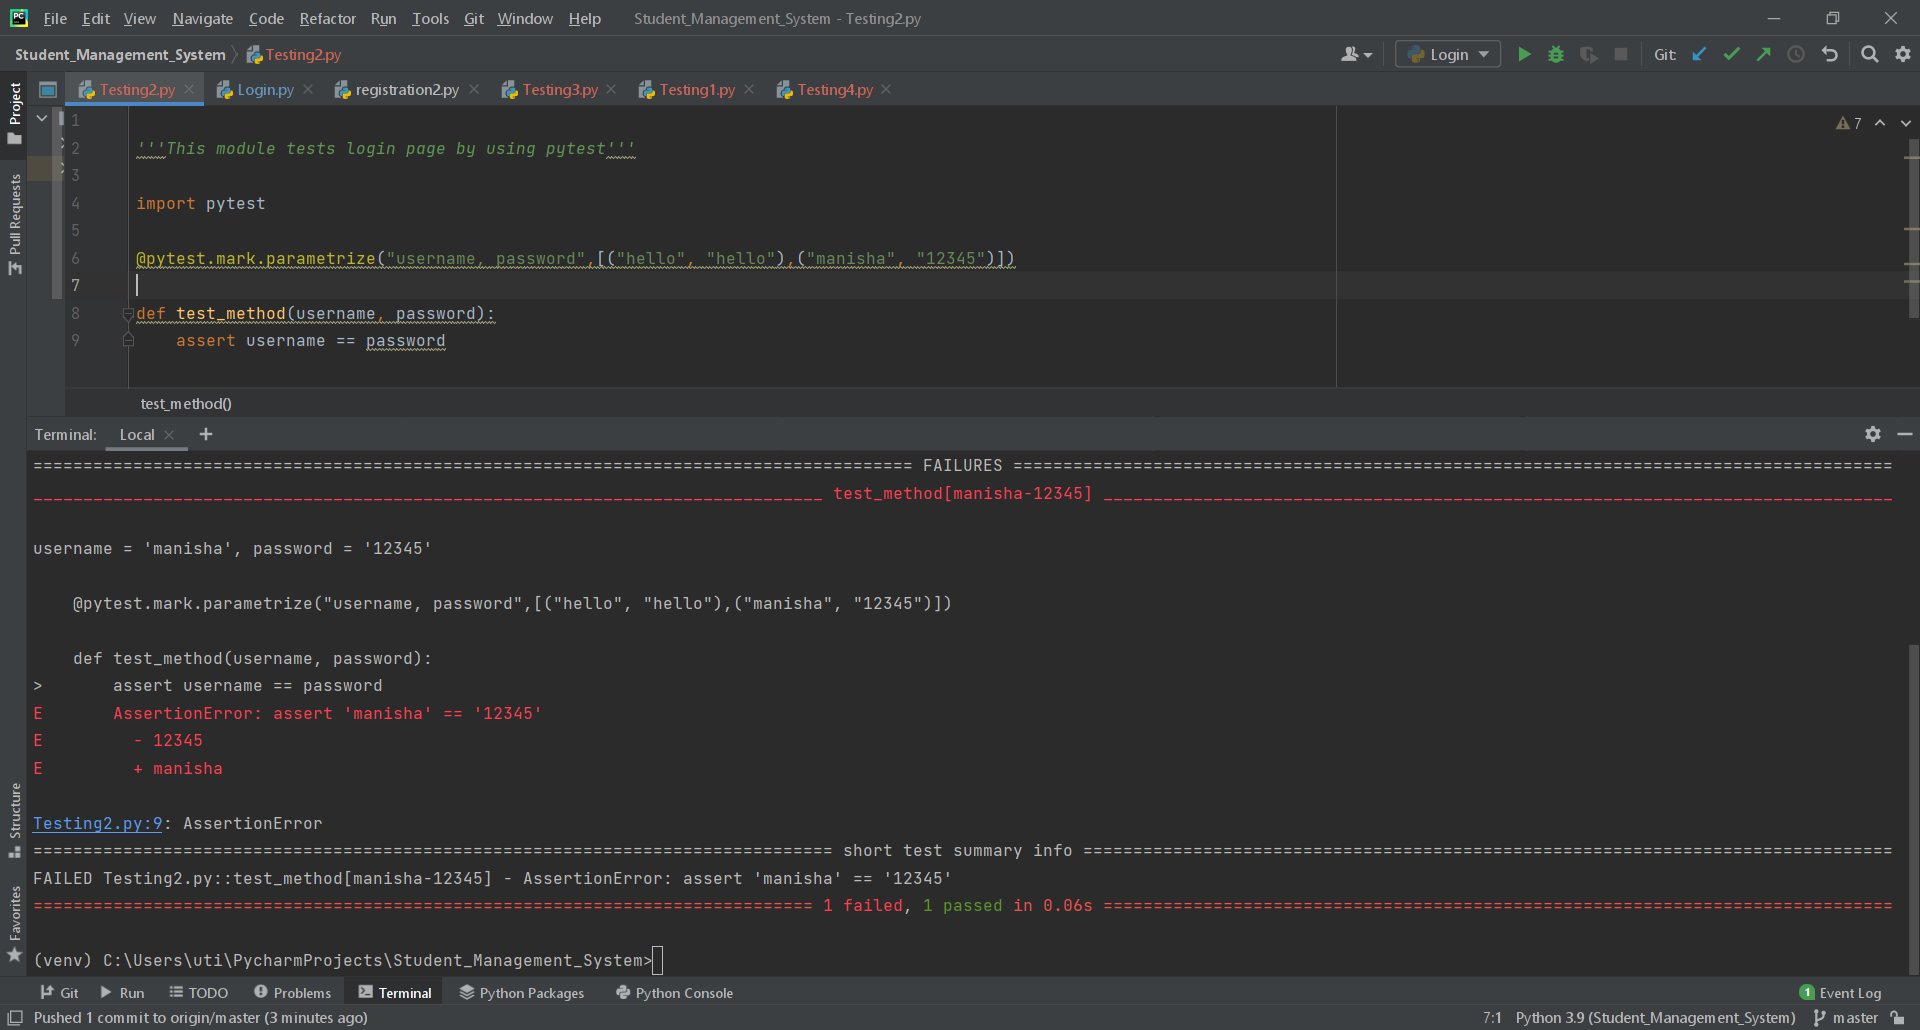 PC File Edit View Navigate Code Refactor Run Tools Git Window Help Student_Management_System - Testing2.py
Student_Management_System Testing2.py Login Git:
Testing2.py Login.py registration2.py Testing3.py Testing1.py Testing4.py
Project
Pull Requests
Structure
Favorites
7
1
2 '''This module tests login page by using pytest'''
3
4 import pytest
5
6 @pytest.mark.parametrize("username, password",[("hello", "hello"),("manisha", "12345")])
7
8 def test_method(username, password):
9 assert username == password
test_method()
Terminal: Local
=== FAILURES ===
___ test_method[manisha-12345] ___
username = 'manisha', password = '12345'
@pytest.mark.parametrize("username, password",[("hello", "hello"),("manisha", "12345")])
def test_method(username, password):
> assert username == password
E AssertionError: assert 'manisha' == '12345'
E - 12345
E + manisha
Testing2.py:9: AssertionError
=== short test summary info ===
FAILED Testing2.py::test_method[manisha-12345] - AssertionError: assert 'manisha' == '12345'
=== 1 failed, 1 passed in 0.06s ===
(venv) C:\Users\uti\PycharmProjects\Student_Management_System>
Git Run TODO Problems Terminal Python Packages Python Console 1 Event Log
Pushed 1 commit to origin/master (3 minutes ago) 7:1 Python 3.9 (Student_Management_System) master